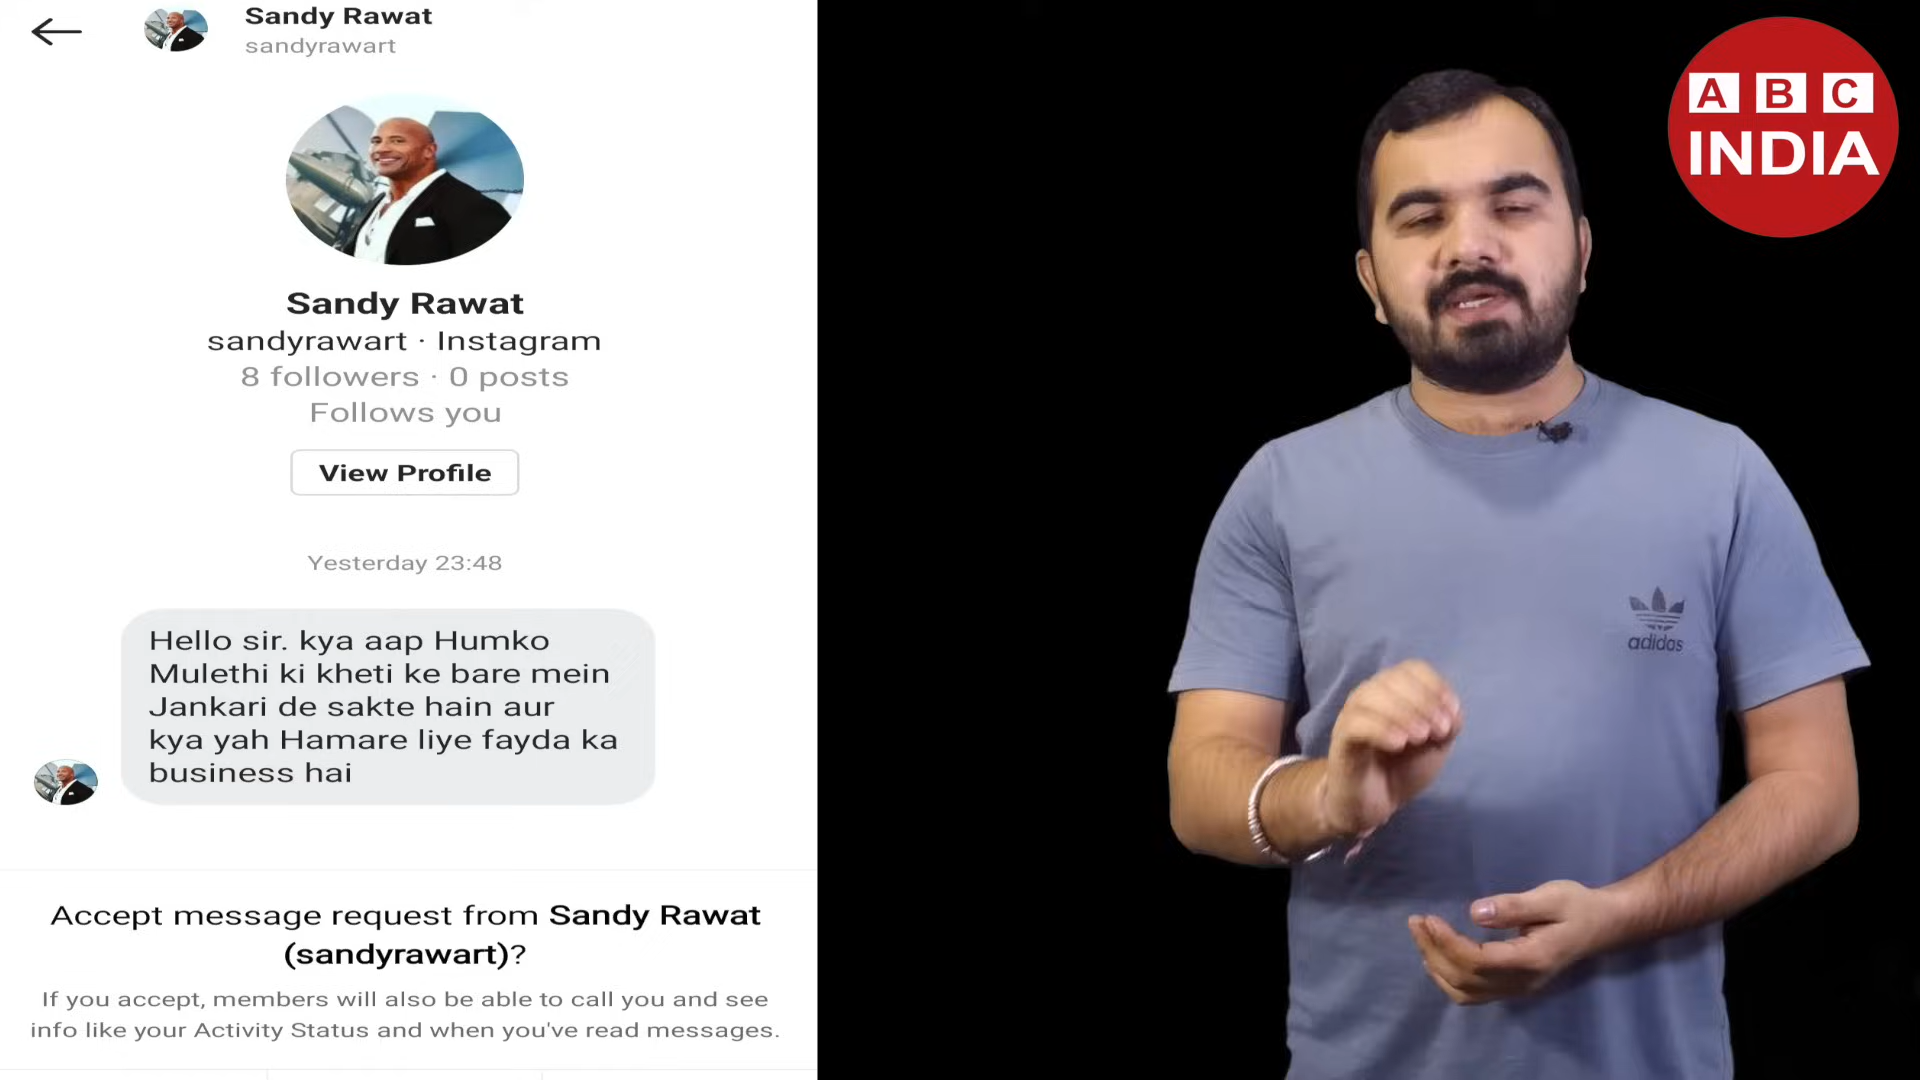 Sandy Rawat
sandyrawart
Sandy Rawat
sandyrawart · Instagram
8 followers · 0 posts
Follows you
View Profile
Yesterday 23:48
Hello sir. kya aap Humko
Mulethi ki kheti ke bare mein
Jankari de sakte hain aur
kya yah Hamare liye fayda ka
business hai
Accept message request from Sandy Rawat
(sandyrawart)?
If you accept, members will also be able to call you and see
info like your Activity Status and when you've read messages.
A B C
INDIA
adidas